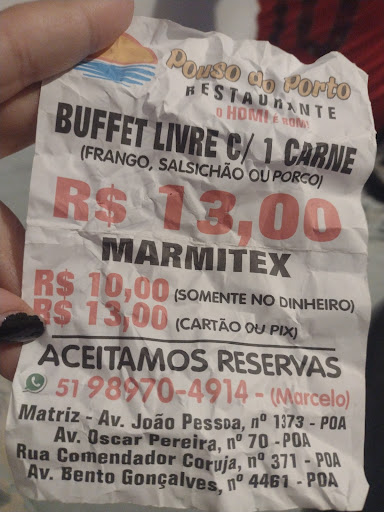 Pouso do Porto
RESTAURANTE
O HOMI É ROMI
BUFFET LIVRE C/ 1 CARNE
(FRANGO, SALSICHÃO OU PORCO)
R$ 13,00
MARMITEX
R$ 10,00 (SOMENTE NO DINHEIRO)
R$ 13,00 (CARTÃO OU PIX)
ACEITAMOS RESERVAS
51 98970-4914 - (Marcelo)
Matriz - Av. João Pessoa, nº 1373 - POA
Av. Oscar Pereira, nº 70 - POA
Rua Comendador Coruja, nº 371 - POA
Av. Bento Gonçalves, nº 4461 - POA